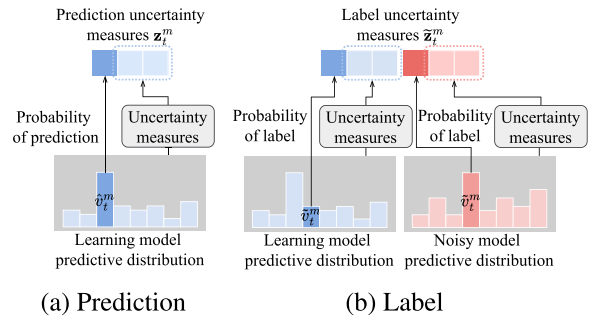 Prediction uncertainty
measures z_t^m
Probability
of prediction
Uncertainty
measures
v̂_t^m
Learning model
predictive distribution
(a) Prediction
Label uncertainty
measures z̃_t^m
Probability
of label
Uncertainty
measures
Probability
of label
Uncertainty
measures
ṽ_t^m
ṽ_t^m
Learning model
predictive distribution
Noisy model
predictive distribution
(b) Label